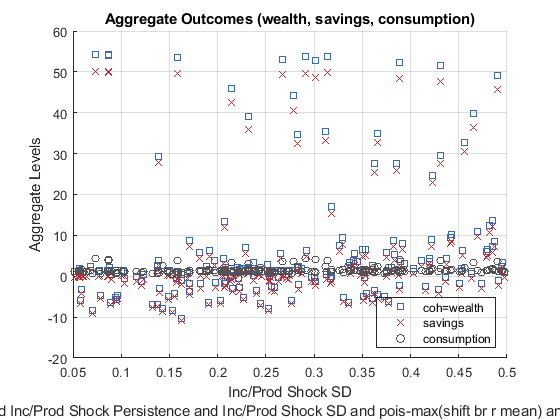 Aggregate Outcomes (wealth, savings, consumption)
60
50
40
30
20
10
0
-10
-20
Aggregate Levels
coh=wealth
savings
consumption
0.05 0.1 0.15 0.2 0.25 0.3 0.35 0.4 0.45 0.5
Inc/Prod Shock SD
Inc/Prod Shock Persistence and Inc/Prod Shock SD and pois-max(shift br r mean)